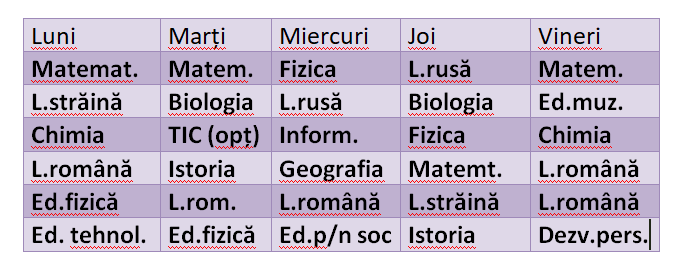 Luni Marți Miercuri Joi Vineri
Matemat. Matem. Fizica L.rusă Matem.
L.străină Biologia L.rusă Biologia Ed.muz.
Chimia TIC (opț) Inform. Fizica Chimia
L.română Istoria Geografia Matemt. L.română
Ed.fizică L.rom. L.română L.străină L.română
Ed. tehnol. Ed.fizică Ed.p/n soc Istoria Dezv.pers.